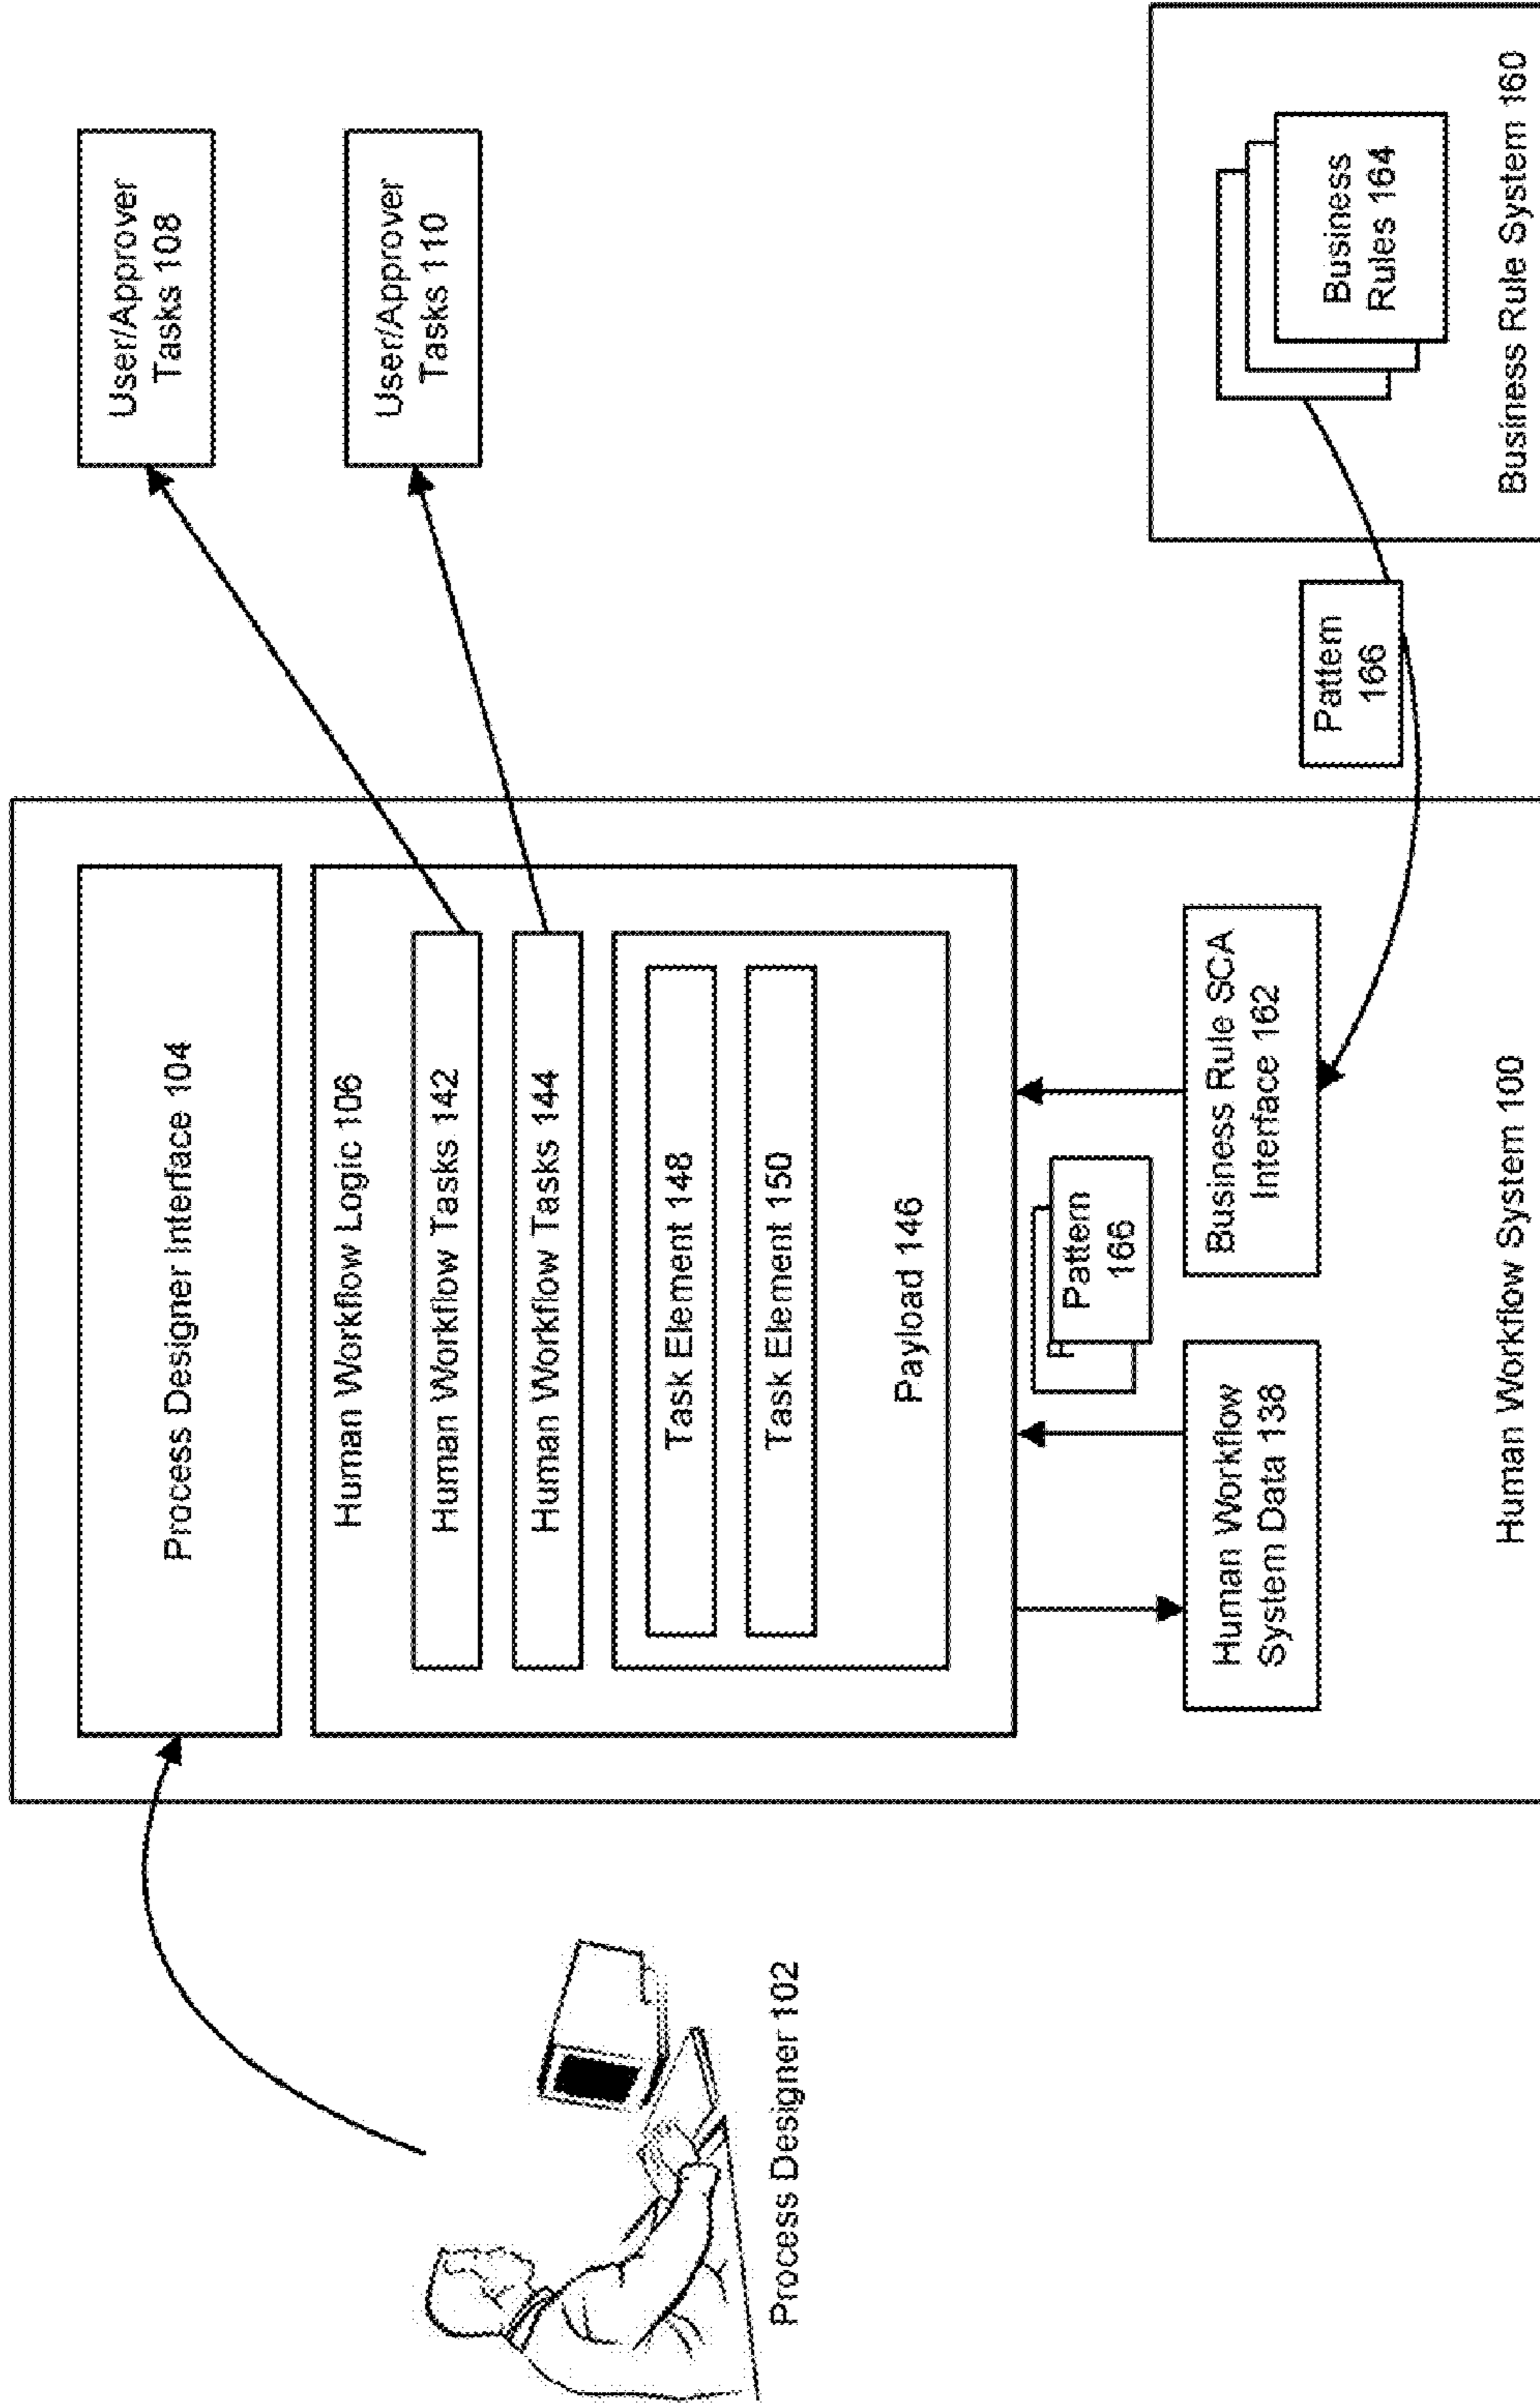 Process Designer 102
Process Designer Interface 104
Human Workflow Logic 106
Human Workflow Tasks 142
Human Workflow Tasks 144
Task Element 148
Task Element 150
Payload 146
P
Pattern
166
Human Workflow
System Data 138
Business Rule SCA
Interface 162
Human Workflow System 100
User/Approver
Tasks 108
User/Approver
Tasks 110
Pattern
166
Business
Rules 164
Business Rule System 160